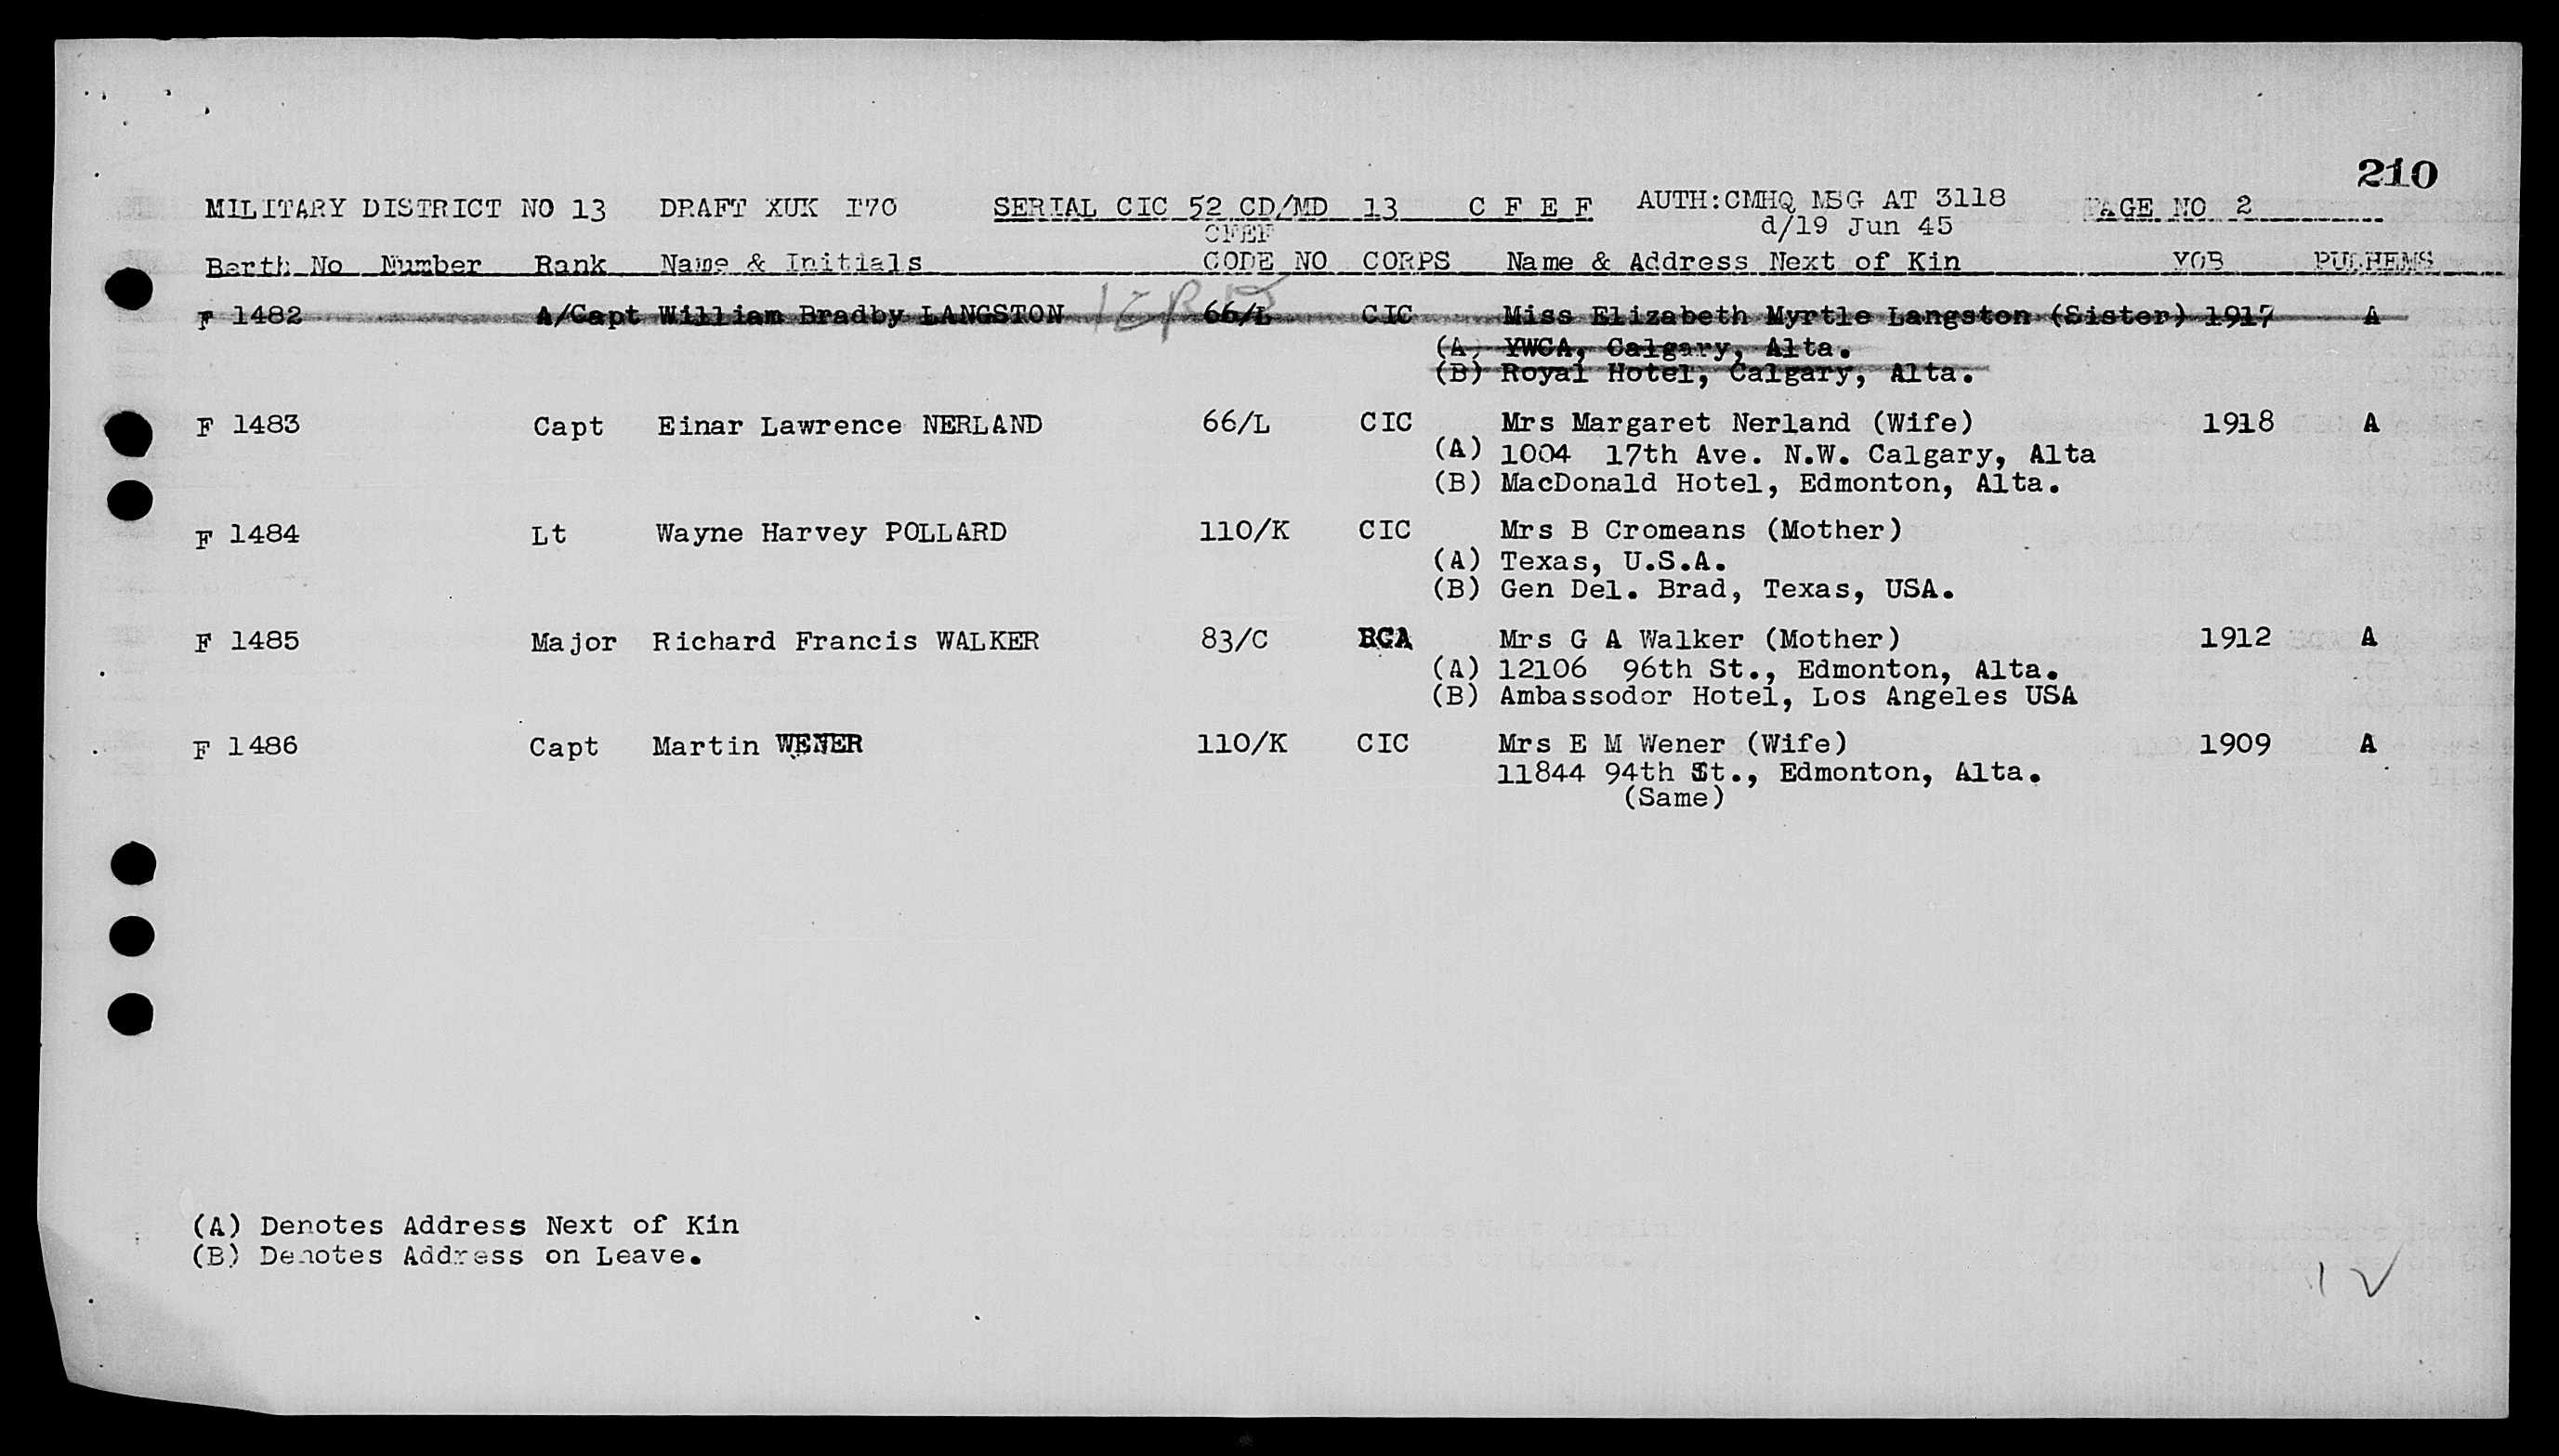 210
MILITARY DISTRICT NO 13 DRAFT XUK 170 SERIAL CIC 52 CD/MD 13 C F E F AUTH:CMHQ MSG AT 3118 PAGE NO 2
d/19 Jun 45
CFEF
Berth No Number Rank Name & Initials CODE NO CORPS Name & Address Next of Kin YOB PULHEMS
F 1482 A/Capt William Bradby LANGSTON 66/L CIC Miss Elizabeth Myrtle Langston (Sister) 1917 A
(A) YWCA, Calgary, Alta.
(B) Royal Hotel, Calgary, Alta.
F 1483 Capt Einar Lawrence NERLAND 66/L CIC Mrs Margaret Nerland (Wife) 1918 A
(A) 1004 17th Ave. N.W. Calgary, Alta
(B) MacDonald Hotel, Edmonton, Alta.
F 1484 Lt Wayne Harvey POLLARD 110/K CIC Mrs B Cromeans (Mother)
(A) Texas, U.S.A.
(B) Gen Del. Brad, Texas, USA.
F 1485 Major Richard Francis WALKER 83/C RCA Mrs G A Walker (Mother) 1912 A
(A) 12106 96th St., Edmonton, Alta.
(B) Ambassodor Hotel, Los Angeles USA
F 1486 Capt Martin WENER 110/K CIC Mrs E M Wener (Wife) 1909 A
11844 94th St., Edmonton, Alta.
(Same)
(A) Denotes Address Next of Kin
(B) Denotes Address on Leave.